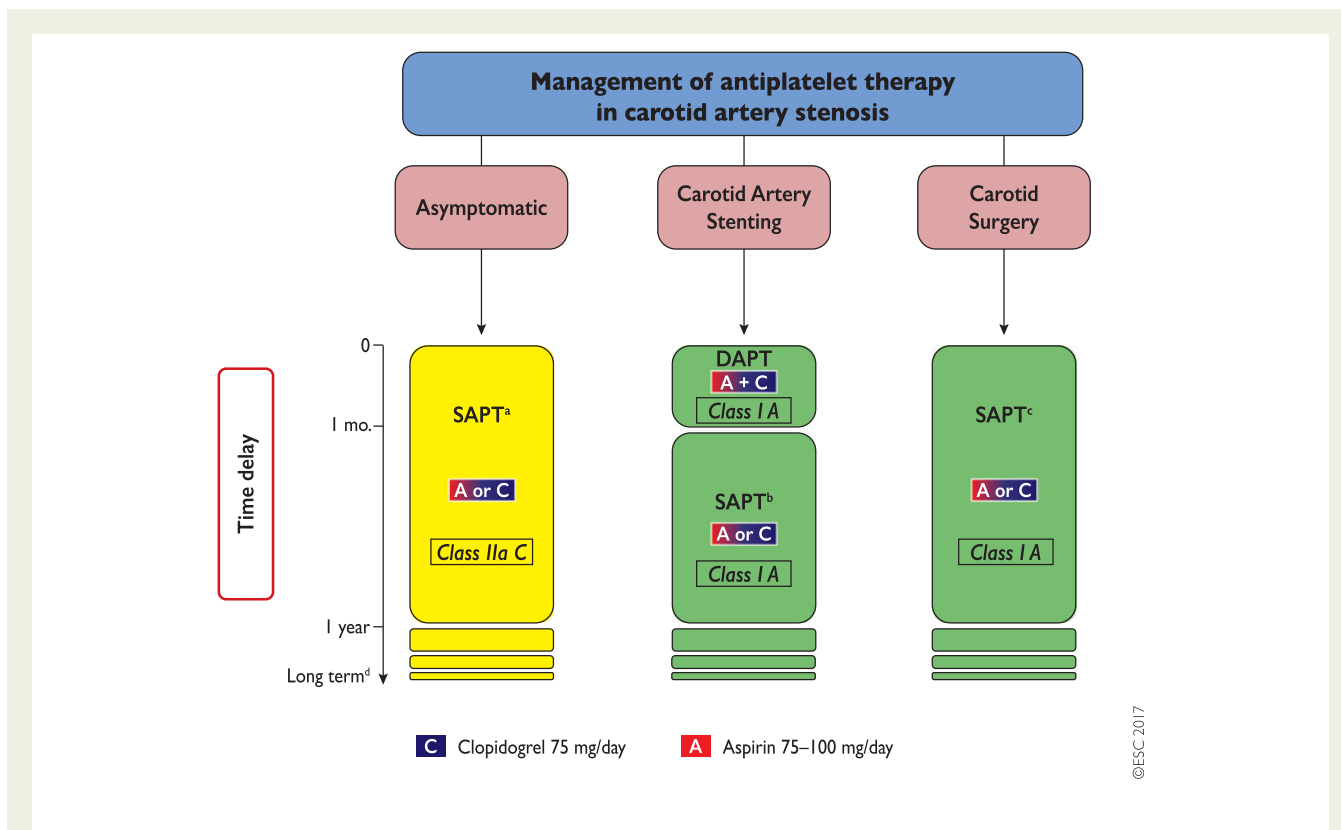 Management of antiplatelet therapy
in carotid artery stenosis
Asymptomatic
Carotid Artery
Stenting
Carotid
Surgery
Time delay
0
1 mo.
1 year
Long termᵈ
SAPTᵃ
A or C
Class IIa C
DAPT
A + C
Class I A
SAPTᵇ
A or C
Class I A
SAPTᶜ
A or C
Class I A
C Clopidogrel 75 mg/day
A Aspirin 75–100 mg/day
©ESC 2017